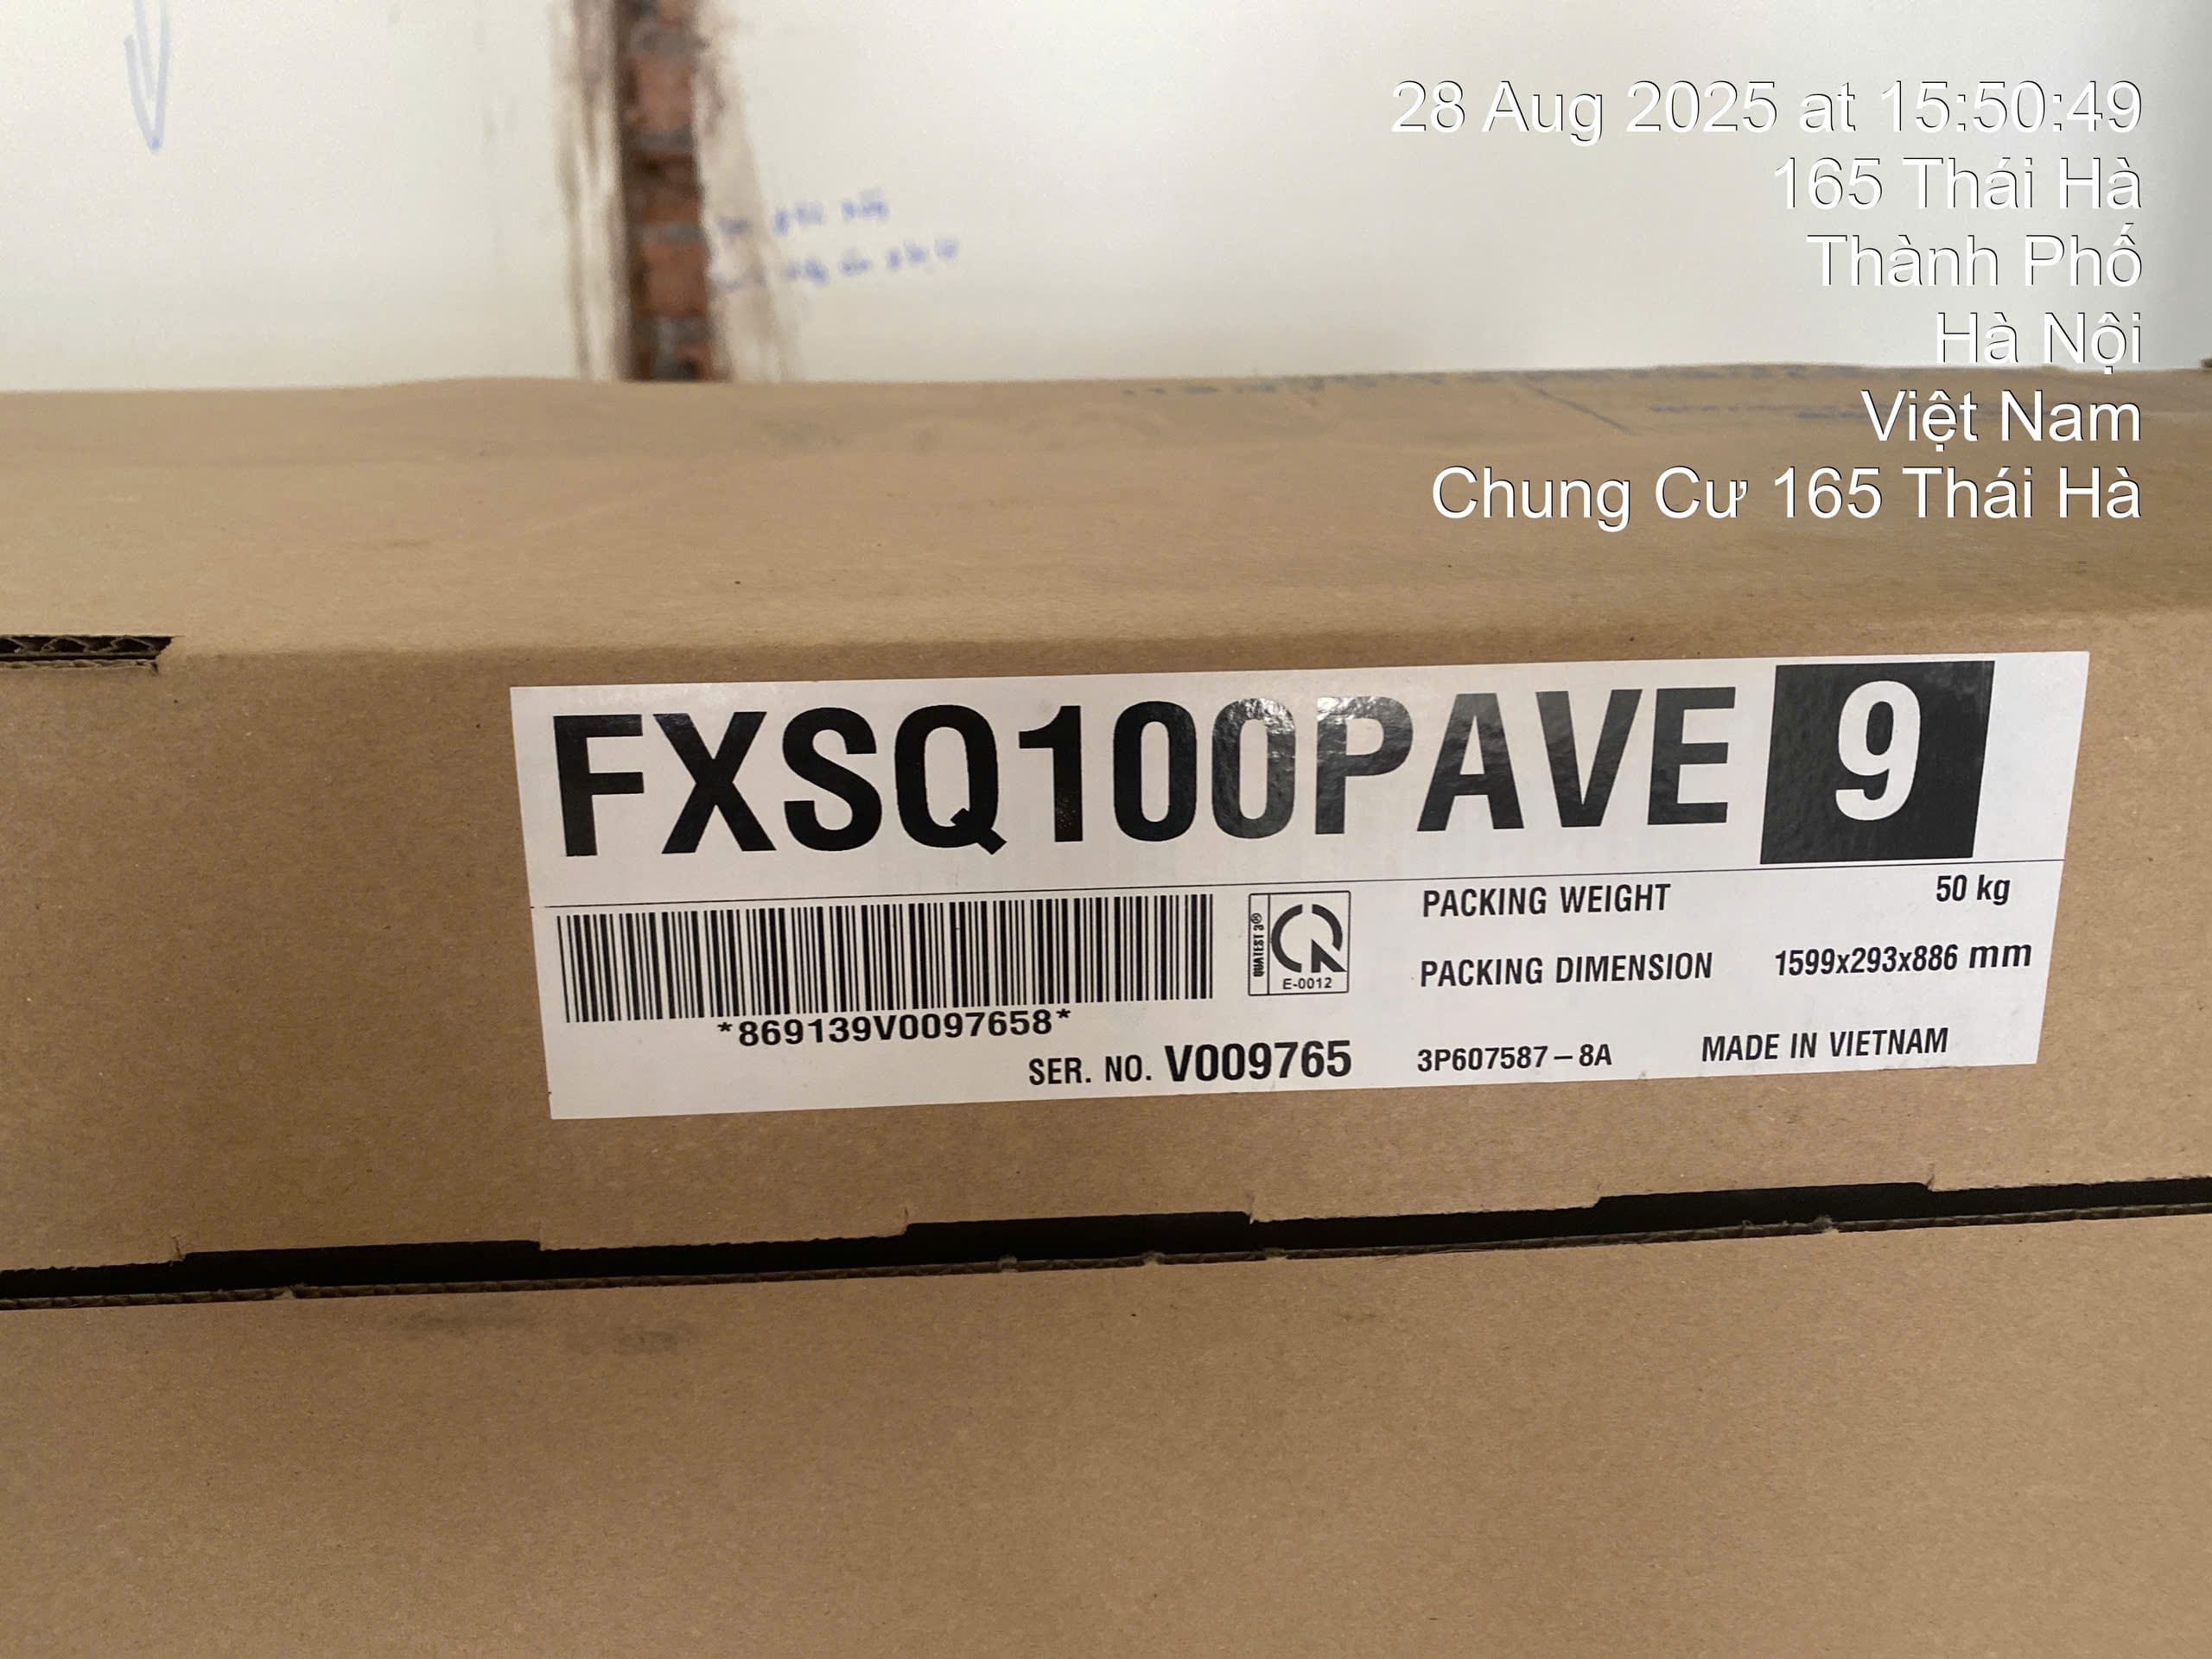 28 Aug 2025 at 15:50:49
165 Thái Hà
Thành Phố
Hà Nội
Việt Nam
Chung Cư 165 Thái Hà
FXSQ100PAVE 9
*869139V0097658*
QUATEST 3®
E-0012
PACKING WEIGHT 50 kg
PACKING DIMENSION 1599x293x886 mm
SER. NO. V009765
3P607587-8A
MADE IN VIETNAM